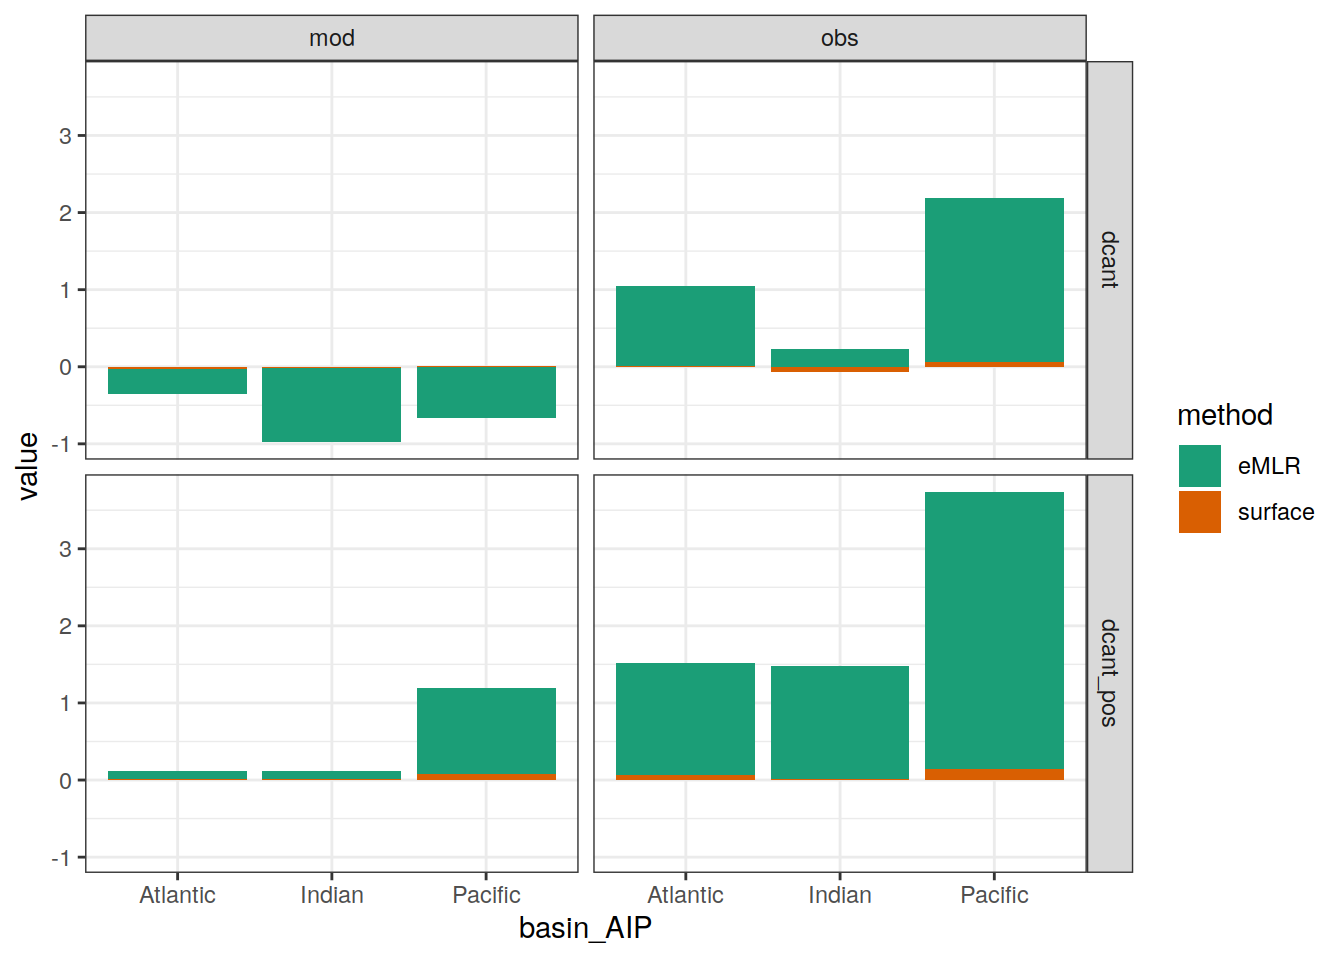 mod
obs
3
2
1
0
-1
dcant
value
3
2
1
0
-1
dcant_pos
Atlantic
Indian
Pacific
Atlantic
Indian
Pacific
basin_AIP
method
eMLR
surface